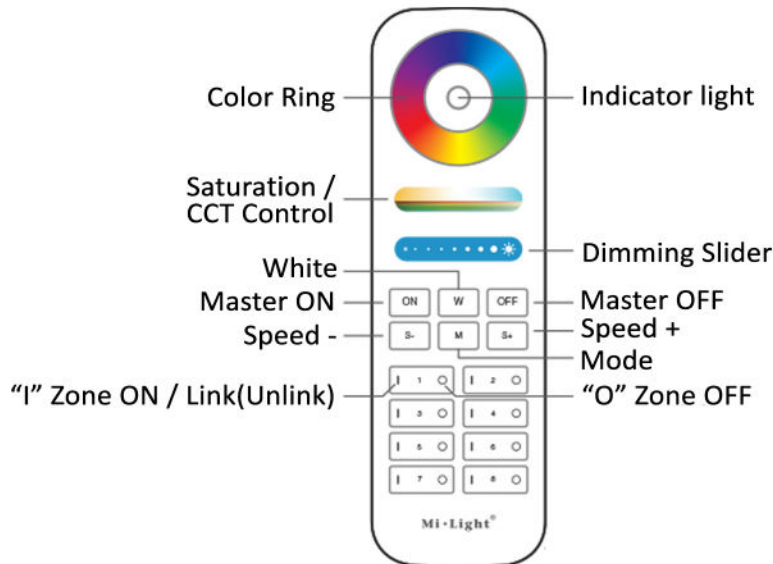 Color Ring
Indicator light
Saturation /
CCT Control
Dimming Slider
White
Master ON
ON
W
OFF
Master OFF
Speed -
S-
M
S+
Speed +
Mode
"I" Zone ON / Link(Unlink)
I 1 O
I 2 O
"O" Zone OFF
I 3 O
I 4 O
I 5 O
I 6 O
I 7 O
I 8 O
Mi·Light®